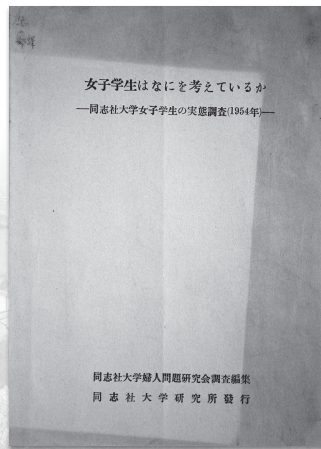 女子学生はなにを考えているか
―同志社大学女子学生の実態調査(1954年)―
同志社大学婦人問題研究会調査編集
同志社大学研究所發行